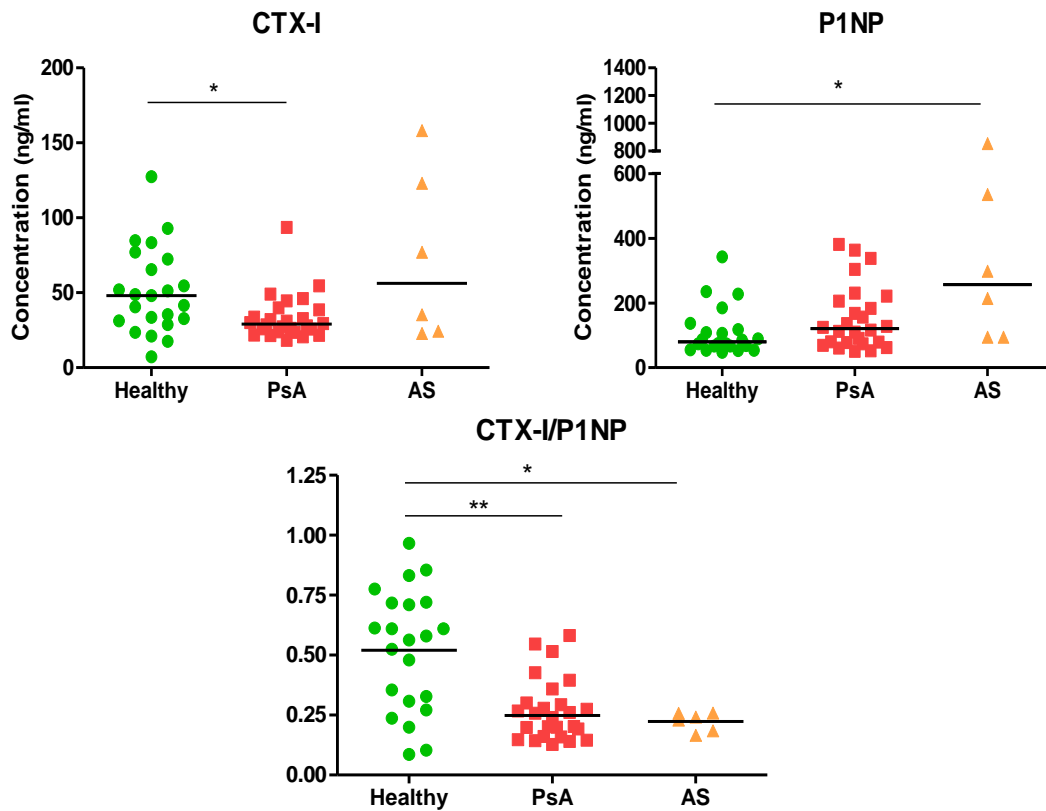 CTX-I
Concentration (ng/ml)
200
150
100
50
0
*
Healthy PsA AS
P1NP
Concentration (ng/ml)
1400
1200
1000
800
600
400
200
0
*
Healthy PsA AS
CTX-I/P1NP
1.25
1.00
0.75
0.50
0.25
0.00
*
**
Healthy PsA AS